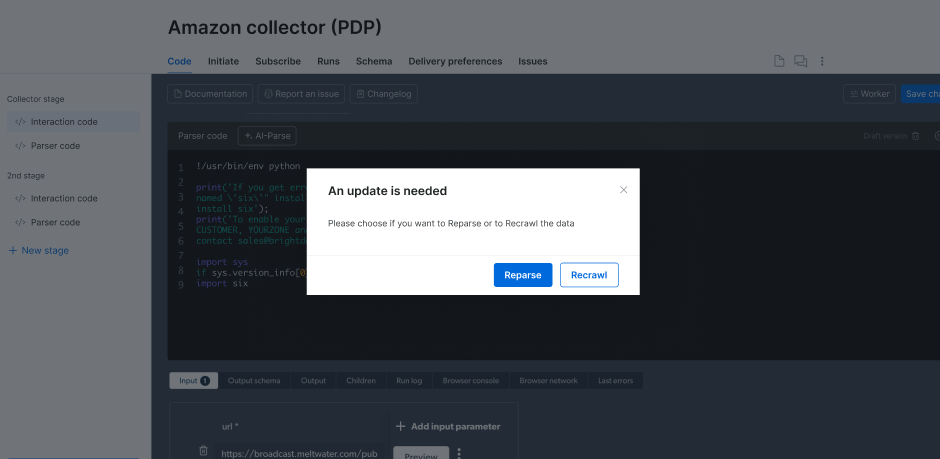 Amazon collector (PDP)
Code Initiate Subscribe Runs Schema Delivery preferences Issues
Collector stage
</> Interaction code
</> Parser code
2nd stage
</> Interaction code
</> Parser code
+ New stage
Documentation Report an issue Changelog Worker Save cha
Parser code AI-Parse Draft version
1 !/usr/bin/env python
2
3 print('If you get err
4 named \"six\"" instal
5 install six');
6 print('To enable your
CUSTOMER, YOURZONE an
contact sales@brightd
7 import sys
8 if sys.version_info[0
9 import six
An update is needed
Please choose if you want to Reparse or to Recrawl the data
Reparse Recrawl
Input 1 Output schema Output Children Run log Browser console Browser network Last errors
url * + Add input parameter
https://broadcast.meltwater.com/pub Preview